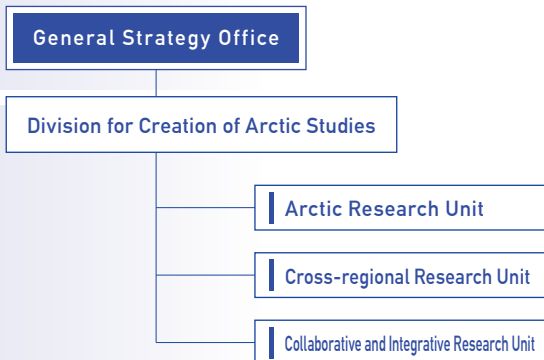 General Strategy Office
Division for Creation of Arctic Studies
Arctic Research Unit
Cross-regional Research Unit
Collaborative and Integrative Research Unit